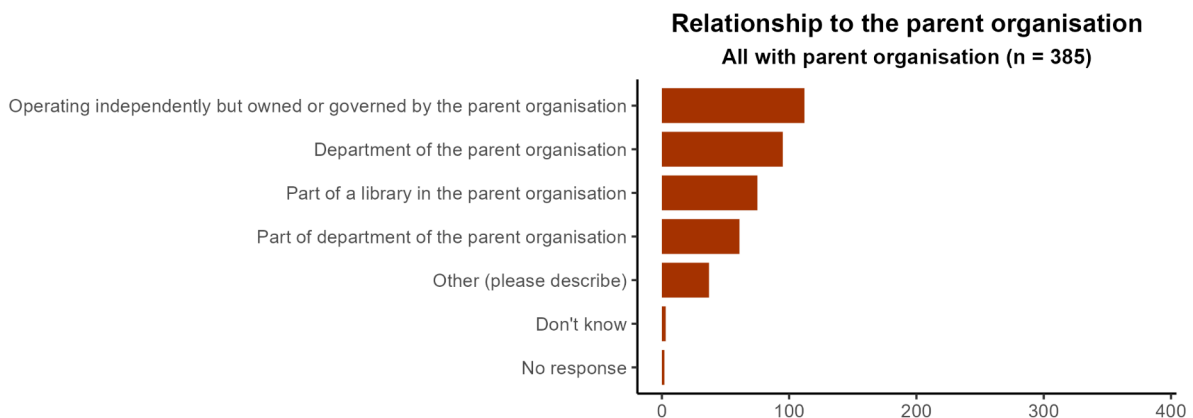 Relationship to the parent organisation
All with parent organisation (n = 385)
Operating independently but owned or governed by the parent organisation
Department of the parent organisation
Part of a library in the parent organisation
Part of department of the parent organisation
Other (please describe)
Don't know
No response
0 100 200 300 400